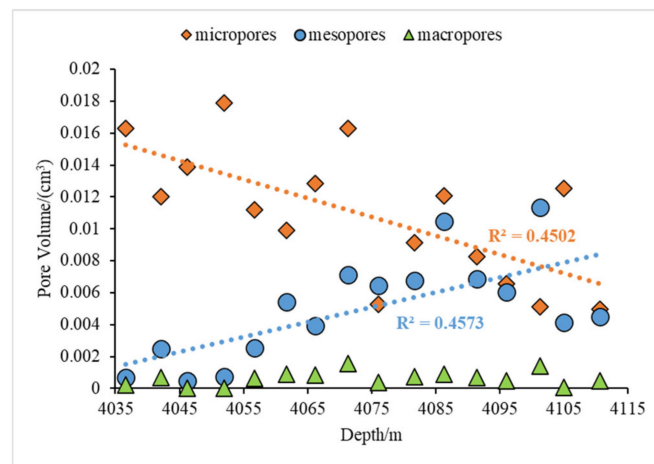 micropores mesopores macropores
0.02
0.018
0.016
0.014
0.012
0.01
0.008
0.006
0.004
0.002
0
Pore Volume/(cm³)
R² = 0.4502
R² = 0.4573
4035 4045 4055 4065 4075 4085 4095 4105 4115
Depth/m